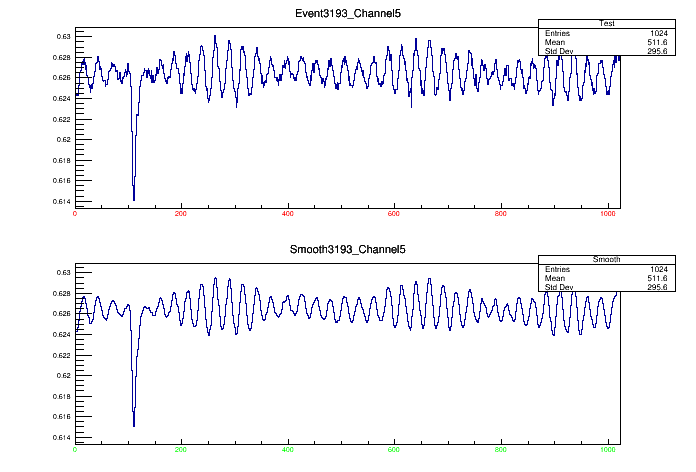 Event3193_Channel5
Test
Entries 1024
Mean 511.6
Std Dev 295.6
0.63
0.628
0.626
0.624
0.622
0.62
0.618
0.616
0.614
0 200 400 600 800 1000
Smooth3193_Channel5
Smooth
Entries 1024
Mean 511.6
Std Dev 295.6
0.63
0.628
0.626
0.624
0.622
0.62
0.618
0.616
0.614
0 200 400 600 800 1000